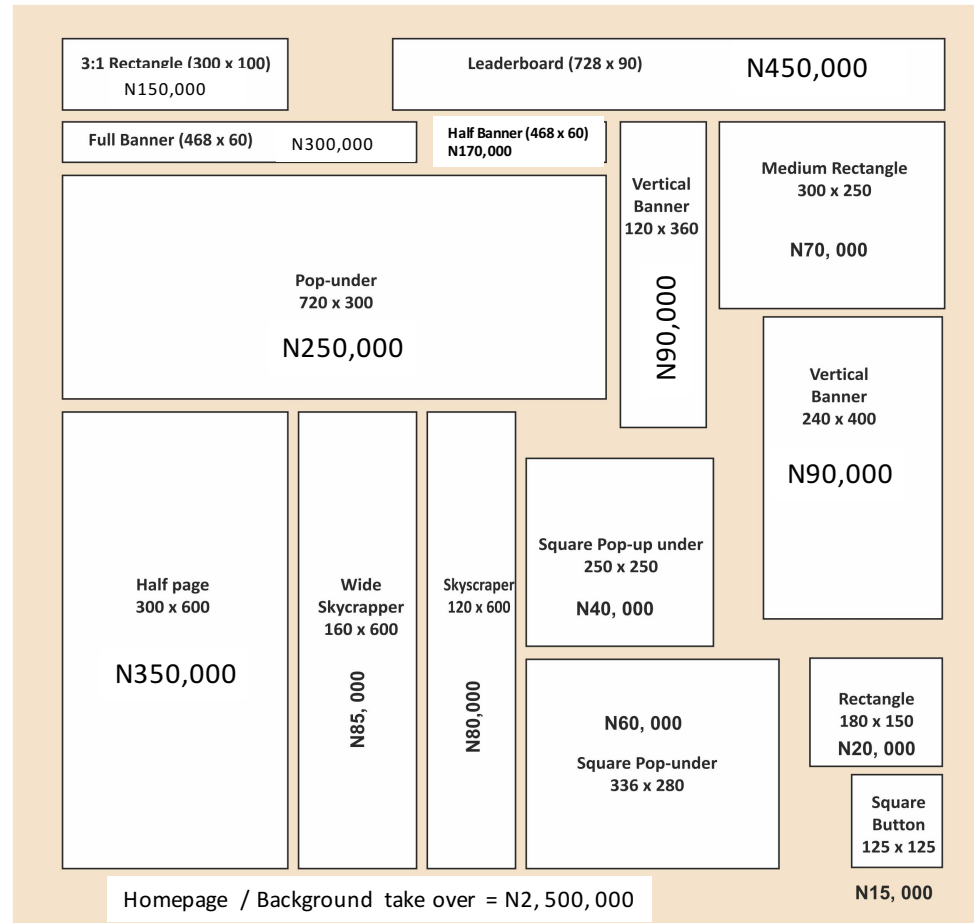 3:1 Rectangle (300 x 100)
N150,000
Leaderboard (728 x 90) N450,000
Full Banner (468 x 60) N300,000
Half Banner (468 x 60)
N170,000
Vertical
Banner
120 x 360
N90,000
Medium Rectangle
300 x 250
N70, 000
Pop-under
720 x 300
N250,000
Vertical
Banner
240 x 400
N90,000
Half page
300 x 600
N350,000
Wide
Skycrapper
160 x 600
N85, 000
Skyscraper
120 x 600
N80,000
Square Pop-up under
250 x 250
N40, 000
N60, 000
Square Pop-under
336 x 280
Rectangle
180 x 150
N20, 000
Square
Button
125 x 125
N15, 000
Homepage / Background take over = N2, 500, 000